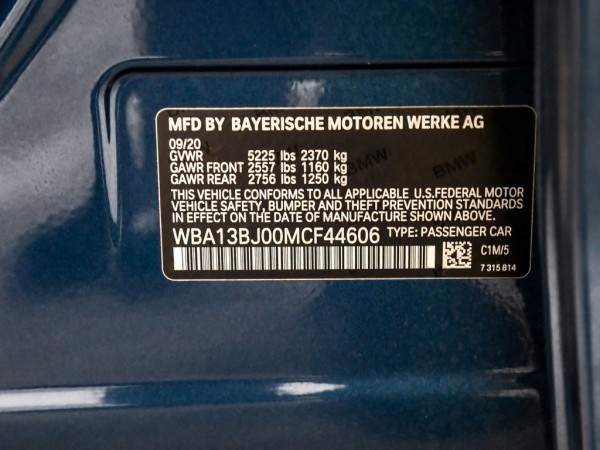 MFD BY BAYERISCHE MOTOREN WERKE AG
09/20
GVWR 5225 lbs 2370 kg
GAWR FRONT 2557 lbs 1160 kg
GAWR REAR 2756 lbs 1250 kg
BMW BMW
THIS VEHICLE CONFORMS TO ALL APPLICABLE U.S.FEDERAL MOTOR
VEHICLE SAFETY, BUMPER AND THEFT PREVENTION STANDARDS
IN EFFECT ON THE DATE OF MANUFACTURE SHOWN ABOVE.
WBA13BJ00MCF44606 TYPE: PASSENGER CAR
C1M/5
7 315 814